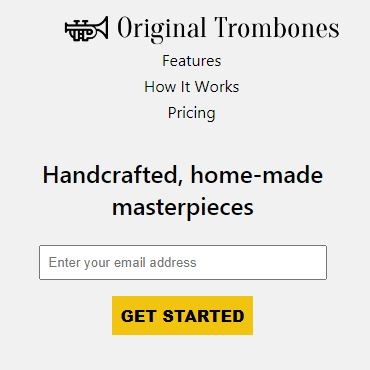 Original Trombones
Features
How It Works
Pricing
Handcrafted, home-made
masterpieces
Enter your email address
GET STARTED